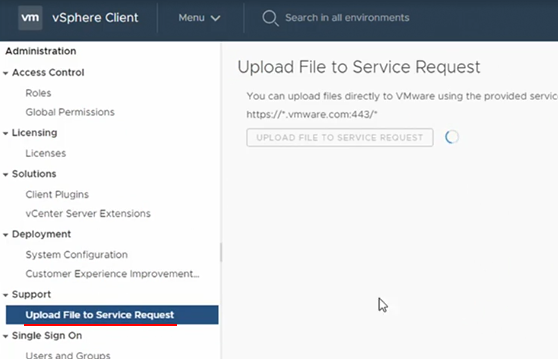 vm vSphere Client Menu Search in all environments
Administration
Access Control
Roles
Global Permissions
Licensing
Licenses
Solutions
Client Plugins
vCenter Server Extensions
Deployment
System Configuration
Customer Experience Improvement...
Support
Upload File to Service Request
Single Sign On
Users and Groups
Upload File to Service Request
You can upload files directly to VMware using the provided servic
https://*.vmware.com:443/*
UPLOAD FILE TO SERVICE REQUEST